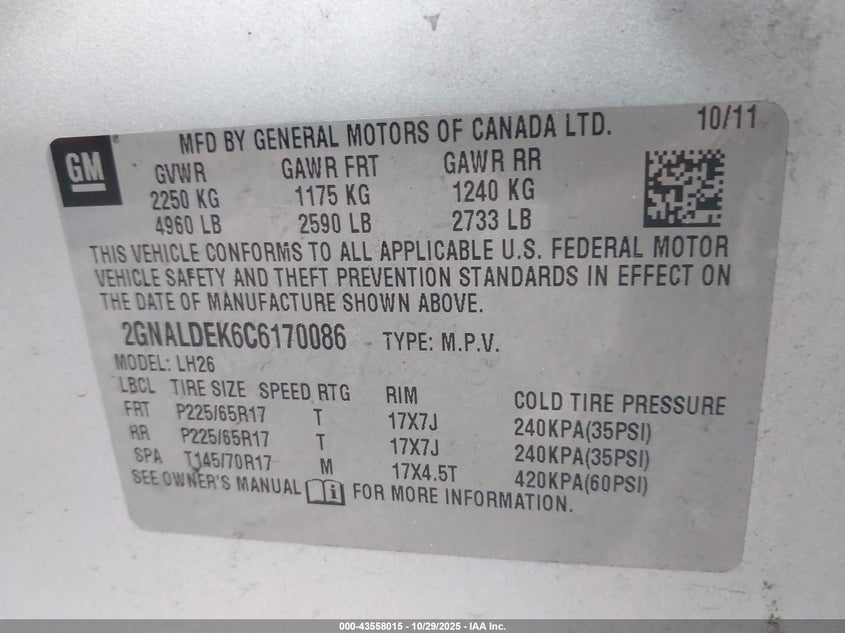 GM
MFD BY GENERAL MOTORS OF CANADA LTD. 10/11
GVWR GAWR FRT GAWR RR
2250 KG 1175 KG 1240 KG
4960 LB 2590 LB 2733 LB
THIS VEHICLE CONFORMS TO ALL APPLICABLE U.S. FEDERAL MOTOR
VEHICLE SAFETY AND THEFT PREVENTION STANDARDS IN EFFECT ON
THE DATE OF MANUFACTURE SHOWN ABOVE.
2GNALDEK6C6170086 TYPE: M.P.V.
MODEL: LH26
LBCL TIRE SIZE SPEED RTG RIM COLD TIRE PRESSURE
FRT P225/65R17 T 17X7J 240KPA(35PSI)
RR P225/65R17 T 17X7J 240KPA(35PSI)
SPA T145/70R17 M 17X4.5T 420KPA(60PSI)
SEE OWNER'S MANUAL FOR MORE INFORMATION.
000-43558015 - 10/29/2025 - IAA Inc.